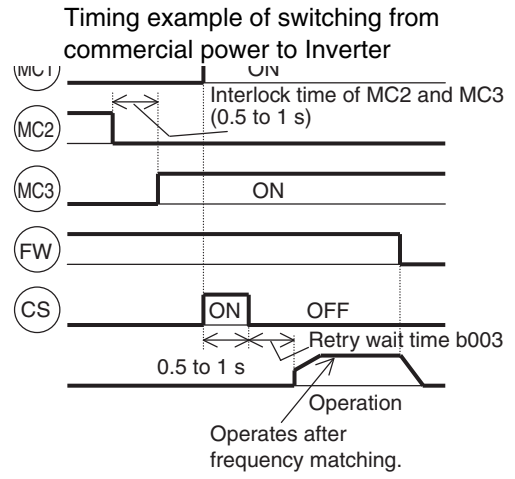 Timing example of switching from
commercial power to Inverter
MC1
ON
Interlock time of MC2 and MC3
(0.5 to 1 s)
MC2
MC3
ON
FW
CS
ON
OFF
Retry wait time b003
0.5 to 1 s
Operation
Operates after
frequency matching.